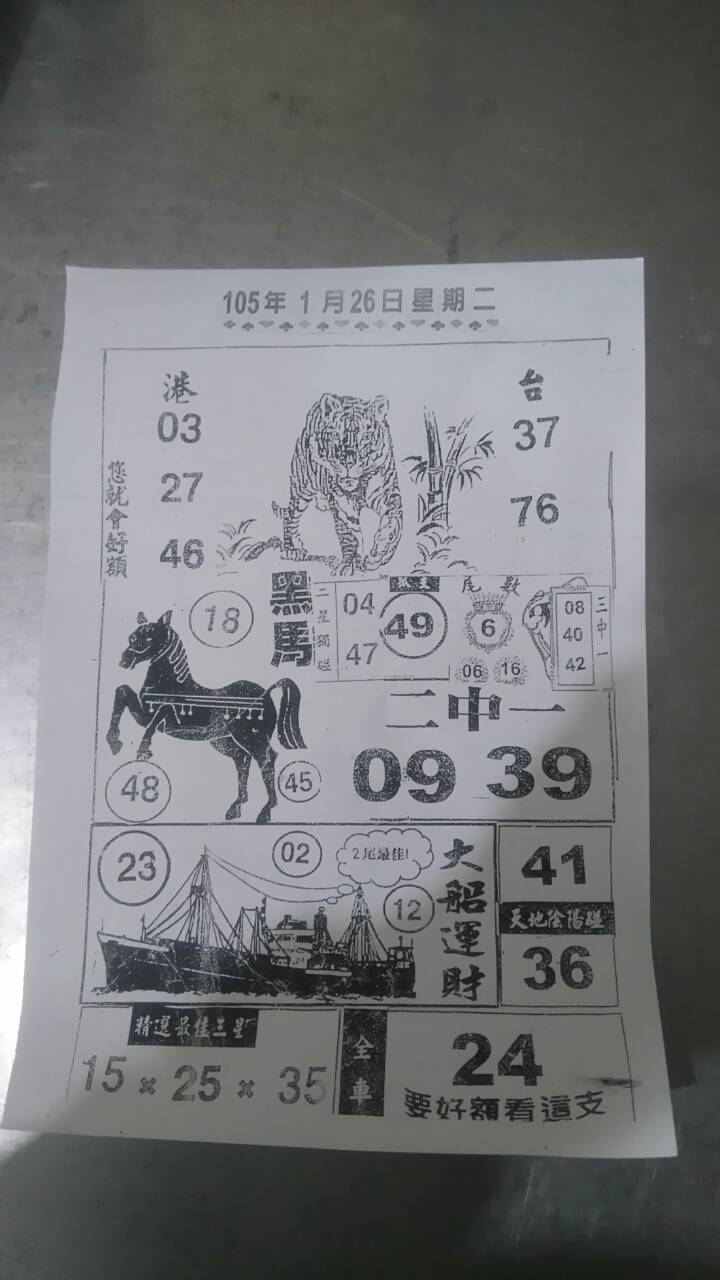 105年 1 月26日星期二
港
03
27
46
您就會好額
台
37
76
黑馬
18
48
45
二星獨碰
04
47
49
尾數
6
06 16
三中一
08
40
42
二中一
09 39
23
02
2尾最佳!
12
大船運財
41
天地陰陽碰
36
精選最佳三星
15 × 25 × 35
全車
24
要好額看這支